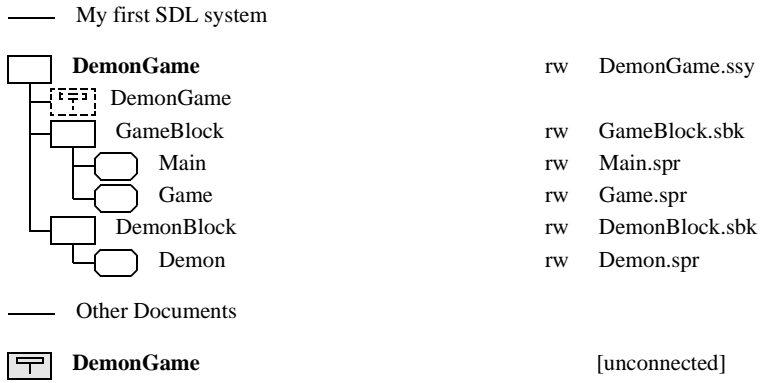 My first SDL system
DemonGame rw DemonGame.ssy
DemonGame
GameBlock rw GameBlock.sbk
Main rw Main.spr
Game rw Game.spr
DemonBlock rw DemonBlock.sbk
Demon rw Demon.spr
Other Documents
DemonGame [unconnected]